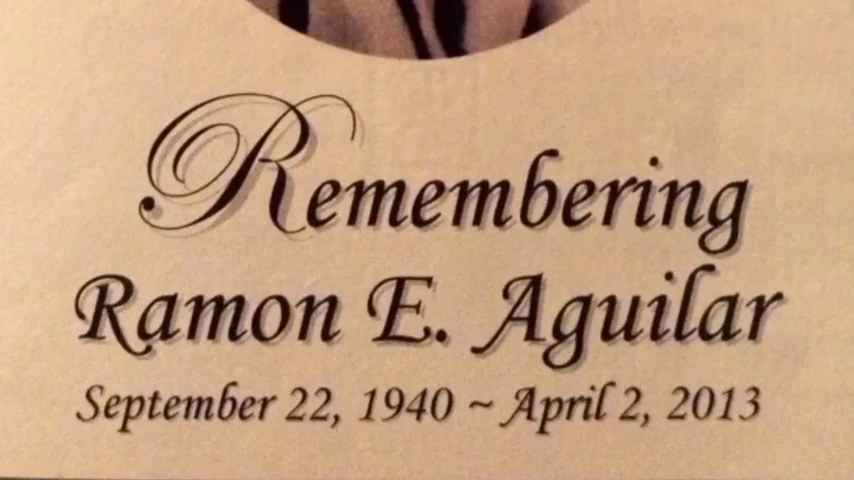 Remembering
Ramon E. Aguilar
September 22, 1940 ~ April 2, 2013